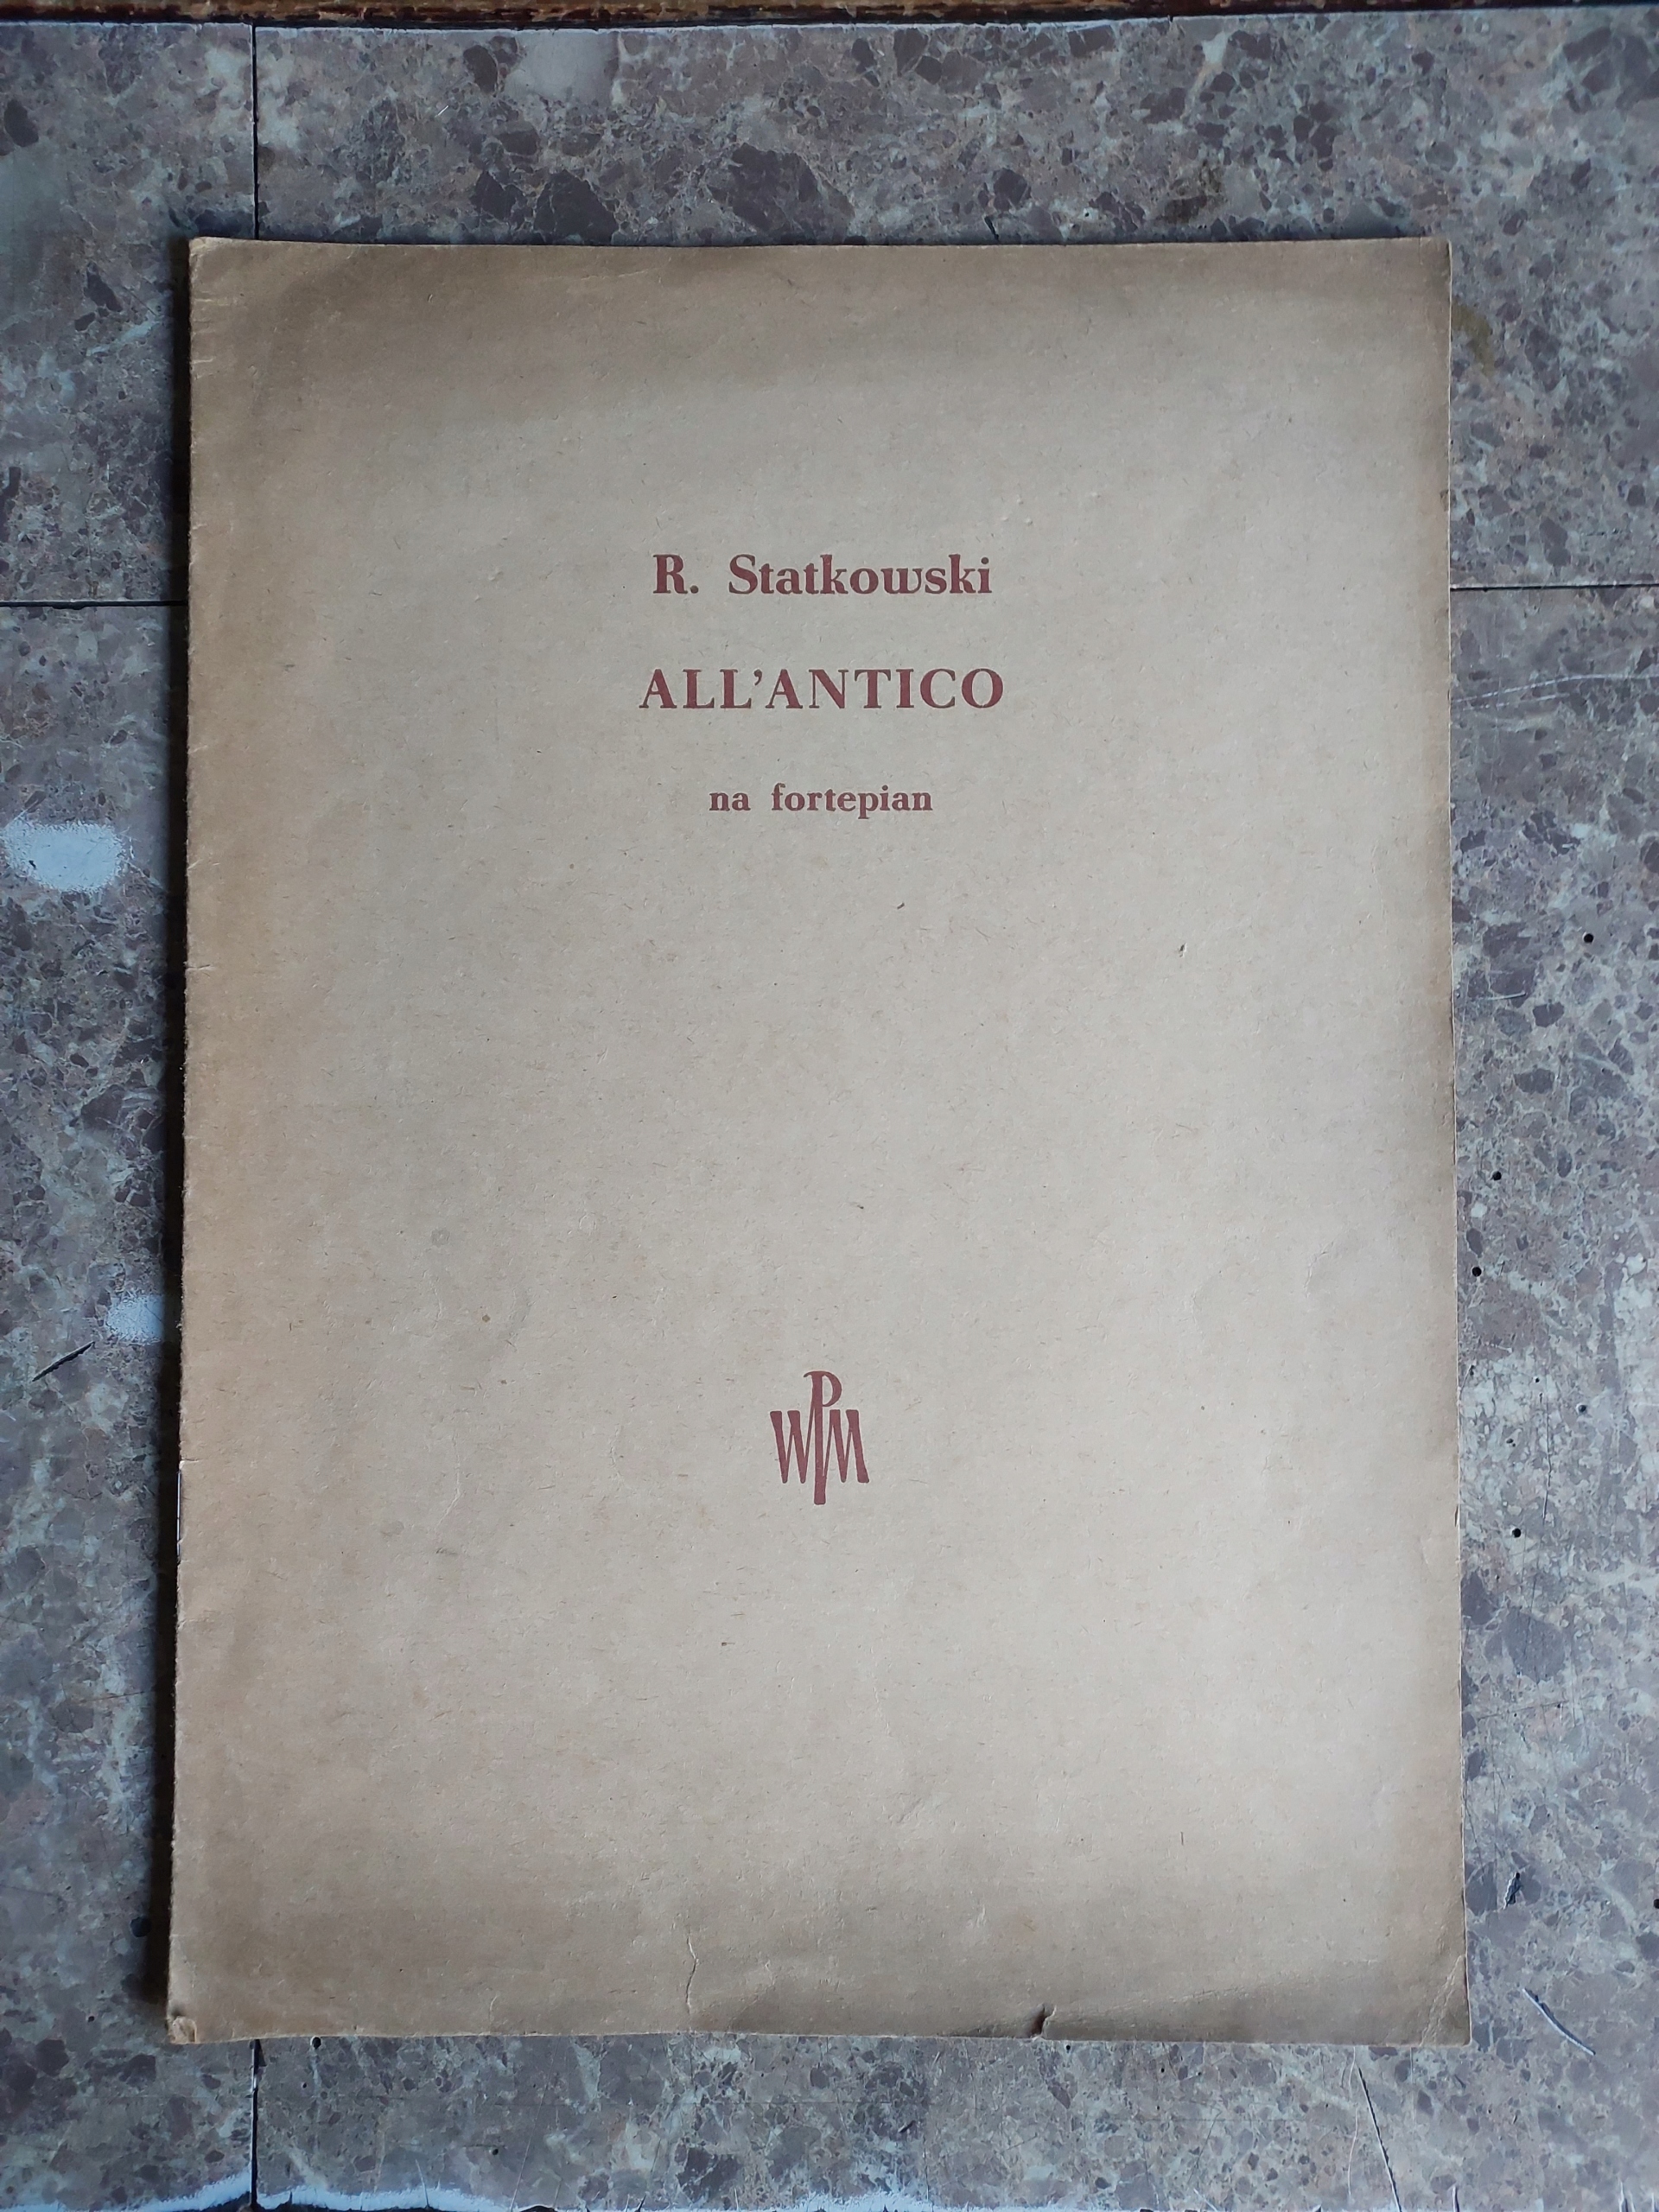 R. Statkowski
ALL'ANTICO
na fortepian
WPM